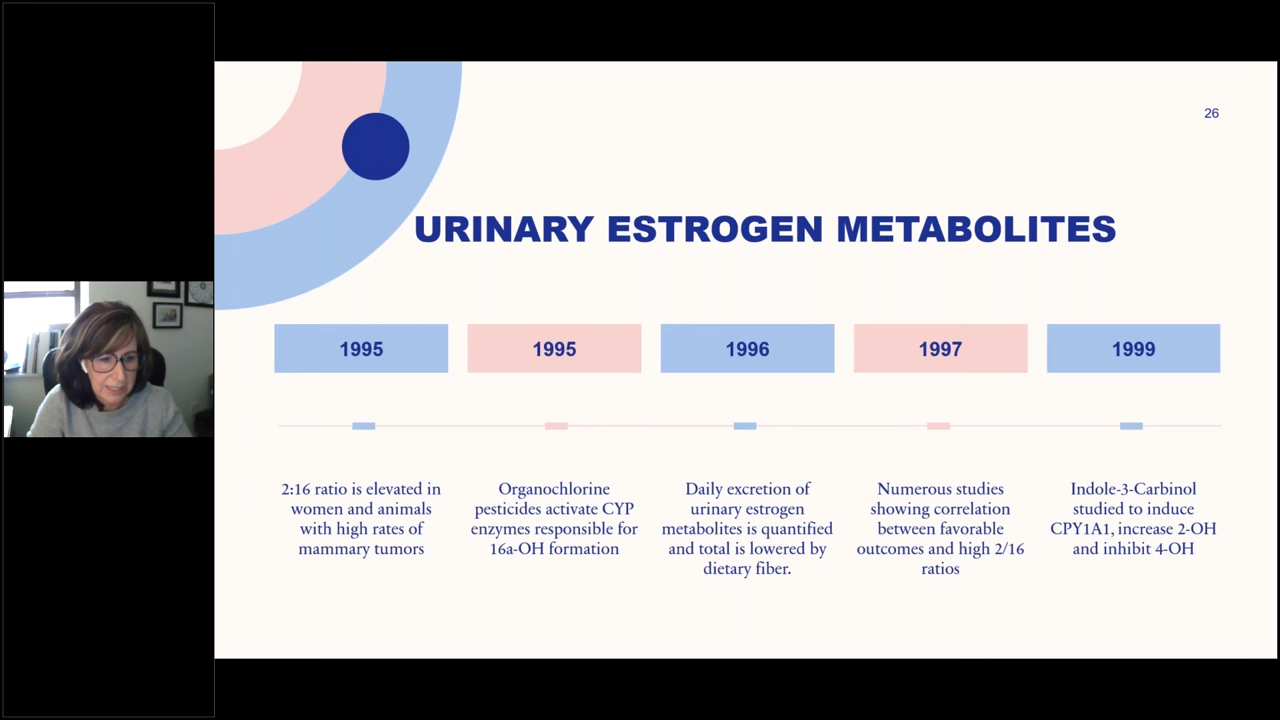 26
URINARY ESTROGEN METABOLITES
1995
1995
1996
1997
1999
2:16 ratio is elevated in
women and animals
with high rates of
mammary tumors
Organochlorine
pesticides activate CYP
enzymes responsible for
16a-OH formation
Daily excretion of
urinary estrogen
metabolites is quantified
and total is lowered by
dietary fiber.
Numerous studies
showing correlation
between favorable
outcomes and high 2/16
ratios
Indole-3-Carbinol
studied to induce
CPY1A1, increase 2-OH
and inhibit 4-OH